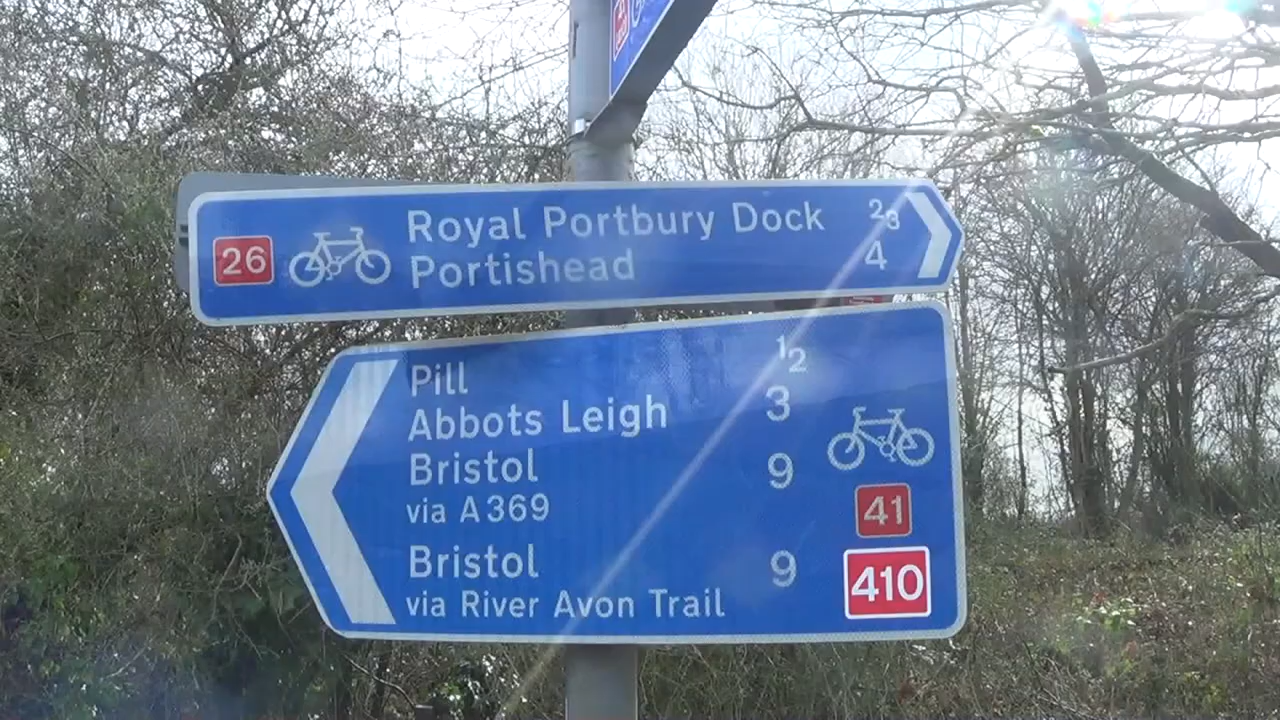 26 Royal Portbury Dock 2/3
Portishead 4
Pill 1/2
Abbots Leigh 3
Bristol 9
via A369
41
Bristol 9
410
via River Avon Trail